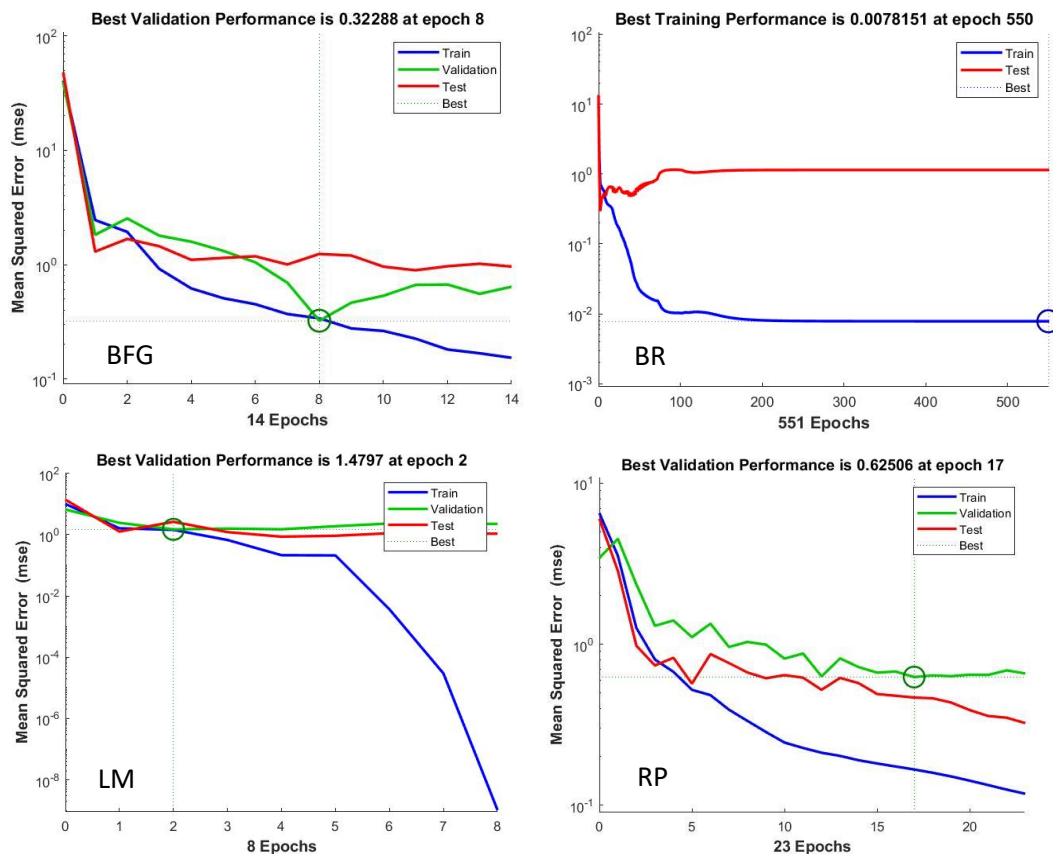 Best Validation Performance is 0.32288 at epoch 8
Mean Squared Error (mse)
10^2
10^1
10^0
10^-1
Train
Validation
Test
Best
BFG
0 2 4 6 8 10 12 14
14 Epochs
Best Training Performance is 0.0078151 at epoch 550
Mean Squared Error (mse)
10^2
10^1
10^0
10^-1
10^-2
10^-3
Train
Test
Best
BR
0 100 200 300 400 500
551 Epochs
Best Validation Performance is 1.4797 at epoch 2
Mean Squared Error (mse)
10^2
10^0
10^-2
10^-4
10^-6
10^-8
Train
Validation
Test
Best
LM
0 1 2 3 4 5 6 7 8
8 Epochs
Best Validation Performance is 0.62506 at epoch 17
Mean Squared Error (mse)
10^1
10^0
10^-1
Train
Validation
Test
Best
RP
0 5 10 15 20
23 Epochs